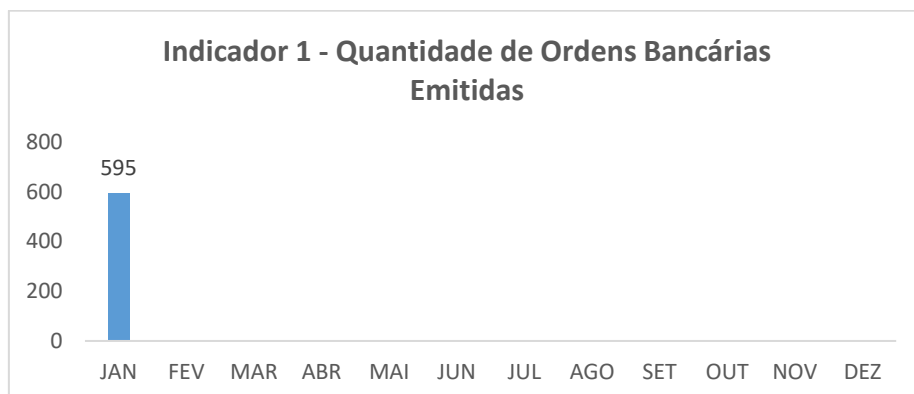 Indicador 1 - Quantidade de Ordens Bancárias
Emitidas
800
595
600
400
200
0
JAN FEV MAR ABR MAI JUN JUL AGO SET OUT NOV DEZ